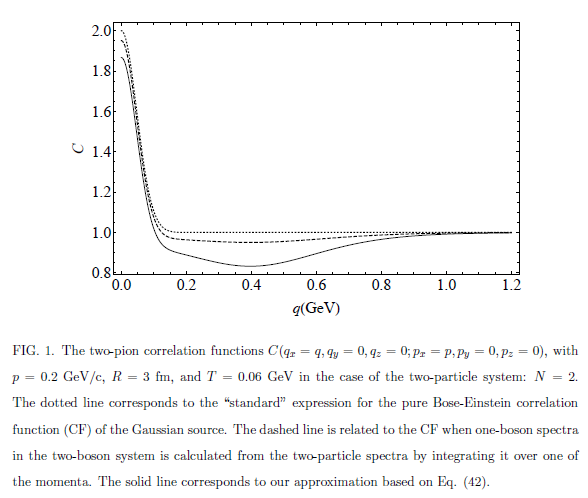 2.0
1.8
1.6
1.4
1.2
1.0
0.8
C
0.0 0.2 0.4 0.6 0.8 1.0 1.2
q(GeV)
FIG. 1. The two-pion correlation functions C(qx = q, qy = 0, qz = 0; px = p, py = 0, pz = 0), with
p = 0.2 GeV/c, R = 3 fm, and T = 0.06 GeV in the case of the two-particle system: N = 2.
The dotted line corresponds to the “standard” expression for the pure Bose-Einstein correlation
function (CF) of the Gaussian source. The dashed line is related to the CF when one-boson spectra
in the two-boson system is calculated from the two-particle spectra by integrating it over one of
the momenta. The solid line corresponds to our approximation based on Eq. (42).